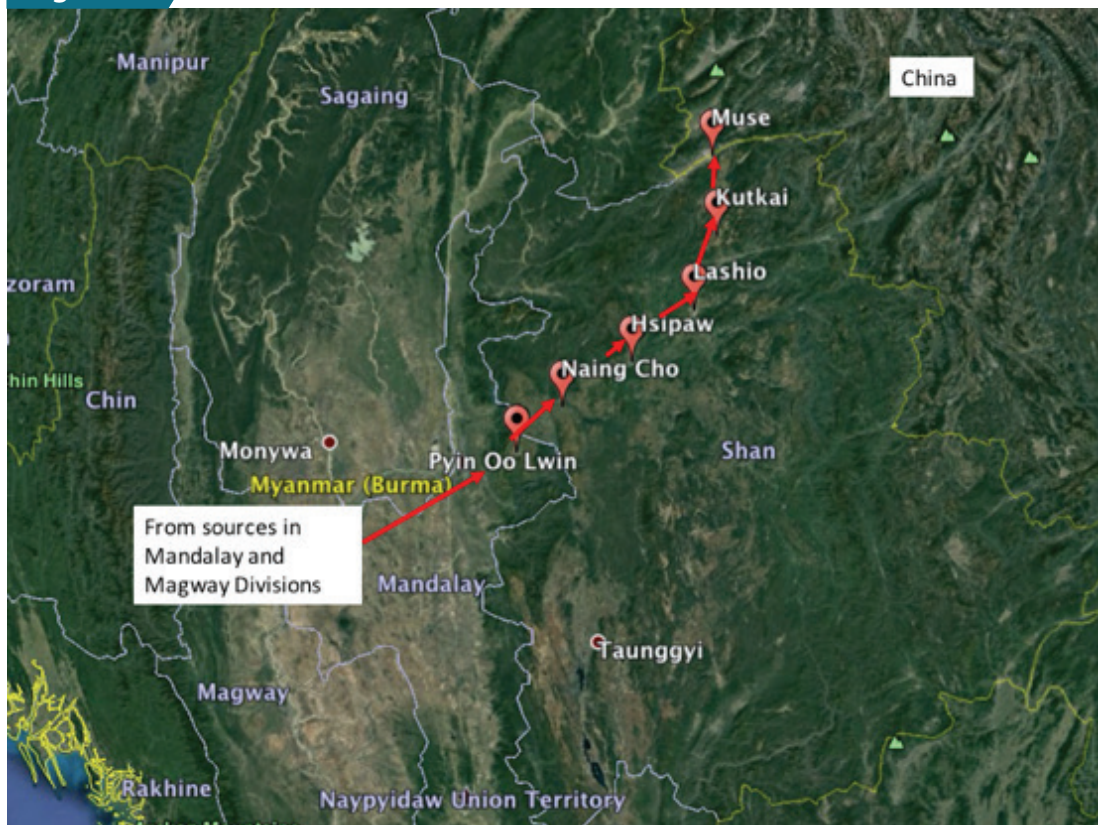 Manipur
Sagaing
China
Muse
Kutkai
zoram
Lashio
Hsipaw
Naing Cho
hin Hills
Chin
Monywa
Pyin Oo Lwin
Shan
Myanmar (Burma)
From sources in
Mandalay and
Magway Divisions
Mandalay
Taunggyi
Magway
Rakhine
Naypyidaw Union Territory